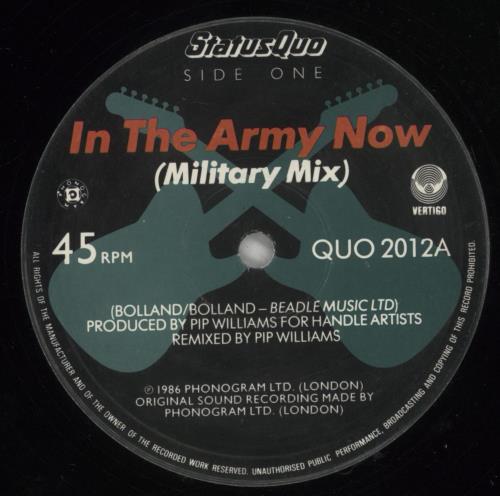 StatusQuo
SIDE ONE
In The Army Now
(Military Mix)
PHONOGRAM
VERTIGO
45 RPM
QUO 2012A
(BOLLAND/BOLLAND – BEADLE MUSIC LTD)
PRODUCED BY PIP WILLIAMS FOR HANDLE ARTISTS
REMIXED BY PIP WILLIAMS
℗ 1986 PHONOGRAM LTD. (LONDON)
ORIGINAL SOUND RECORDING MADE BY
PHONOGRAM LTD. (LONDON)
ALL RIGHTS OF THE MANUFACTURER AND OF THE OWNER OF THE RECORDED WORK RESERVED. UNAUTHORISED PUBLIC PERFORMANCE, BROADCASTING AND COPYING OF THIS RECORD PROHIBITED.